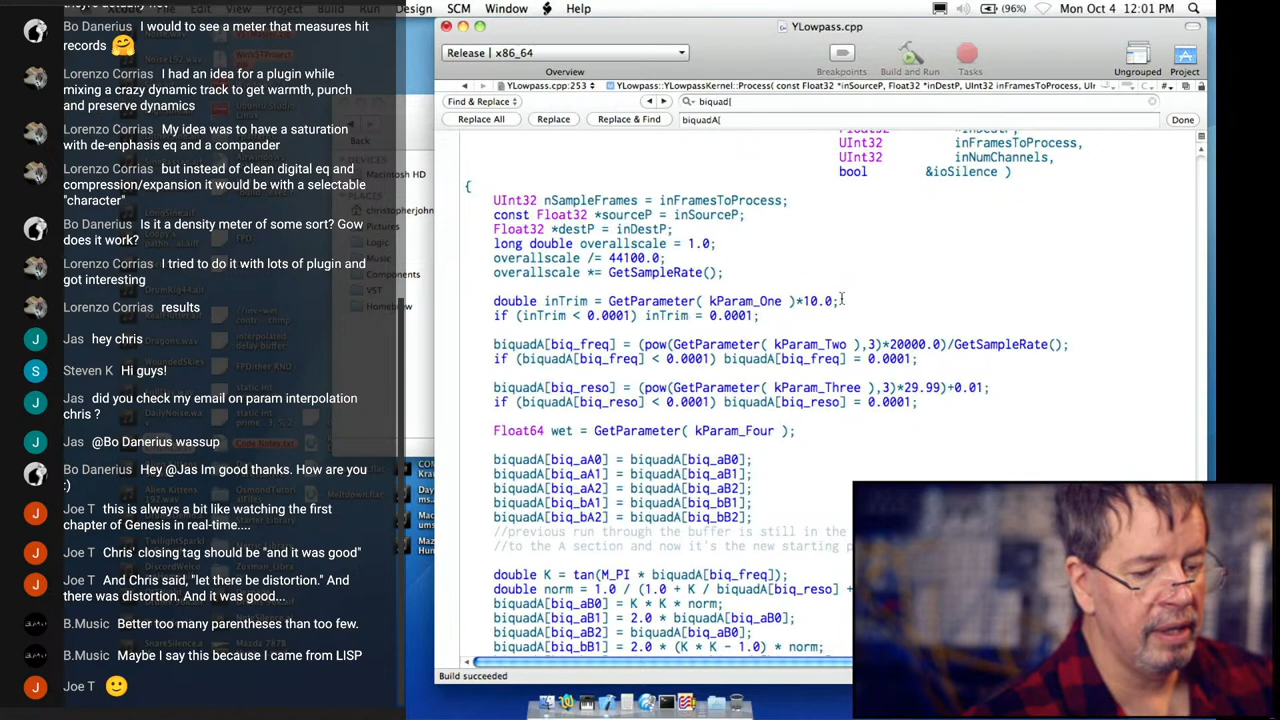 Bo Danerius I would to see a meter that measures hit
records 🤗
Lorenzo Corrias I had an idea for a plugin while
mixing a crazy dynamic track to get warmth, punch
and preserve dynamics
Lorenzo Corrias My idea was to have a saturation
with de-enphasis eq and a compander
Lorenzo Corrias but instead of clean digital eq and
compression/expansion it would be with a selectable
"character"
Bo Danerius Is it a density meter of some sort? Gow
does it work?
Lorenzo Corrias I tried to do it with lots of plugin and
got interesting
Lorenzo Corrias results
Jas hey chris
Steven K Hi guys!
Jas did you check my email on param interpolation
chris ?
Jas @Bo Danerius wassup
Bo Danerius Hey @Jas Im good thanks. How are you
:)
Joe T this is always a bit like watching the first
chapter of Genesis in real-time....
Joe T Chris' closing tag should be "and it was good"
Joe T And Chris said, "let there be distortion." And
there was distortion. And it was good...
B.Music Better too many parentheses than too few.
B.Music Maybe I say this because I came from LISP
Joe T 🙂
Design SCM Window Help
(96%) Mon Oct 4 12:01 PM
YLowpass.cpp
Release | x86_64
Overview
Breakpoints Build and Run Tasks
Ungrouped Project
YLowpass.cpp:253 YLowpass::YLowpassKernel::Process( const Float32 *inSourceP, Float32 *inDestP, UInt32 inFramesToProcess, UIn
Find & Replace biquad[
Replace All Replace Replace & Find biquadA[ Done
Float32 *inDestP,
UInt32 inFramesToProcess,
UInt32 inNumChannels,
bool &ioSilence )
{
UInt32 nSampleFrames = inFramesToProcess;
const Float32 *sourceP = inSourceP;
Float32 *destP = inDestP;
long double overallscale = 1.0;
overallscale /= 44100.0;
overallscale *= GetSampleRate();
double inTrim = GetParameter( kParam_One )*10.0;
if (inTrim < 0.0001) inTrim = 0.0001;
biquadA[biq_freq] = (pow(GetParameter( kParam_Two ),3)*20000.0)/GetSampleRate();
if (biquadA[biq_freq] < 0.0001) biquadA[biq_freq] = 0.0001;
biquadA[biq_reso] = (pow(GetParameter( kParam_Three ),3)*29.99)+0.01;
if (biquadA[biq_reso] < 0.0001) biquadA[biq_reso] = 0.0001;
Float64 wet = GetParameter( kParam_Four );
biquadA[biq_aA0] = biquadA[biq_aB0];
biquadA[biq_aA1] = biquadA[biq_aB1];
biquadA[biq_aA2] = biquadA[biq_aB2];
biquadA[biq_bA1] = biquadA[biq_bB1];
biquadA[biq_bA2] = biquadA[biq_bB2];
//previous run through the buffer is still in the
//to the A section and now it's the new starting p
double K = tan(M_PI * biquadA[biq_freq]);
double norm = 1.0 / (1.0 + K / biquadA[biq_reso] +
biquadA[biq_aB0] = K * K * norm;
biquadA[biq_aB1] = 2.0 * biquadA[biq_aB0];
biquadA[biq_aB2] = biquadA[biq_aB0];
biquadA[biq_bB1] = 2.0 * (K * K - 1.0) * norm;
Build succeeded
Back
DEVICES
Macintosh HD
PLACES
christopherjohn
Pictures
Logic
Music
Components
VST
Homebrew